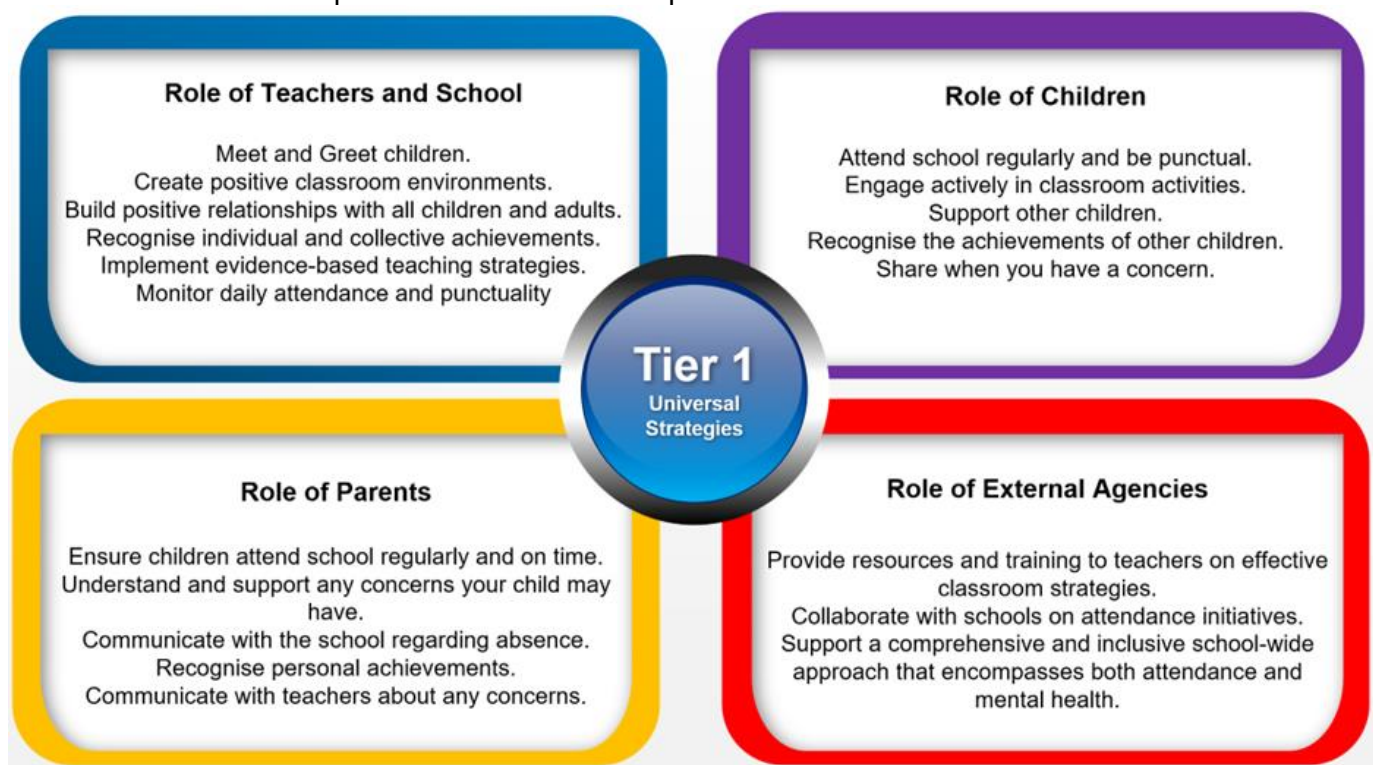 Role of Teachers and School
Meet and Greet children.
Create positive classroom environments.
Build positive relationships with all children and adults.
Recognise individual and collective achievements.
Implement evidence-based teaching strategies.
Monitor daily attendance and punctuality
Role of Children
Attend school regularly and be punctual.
Engage actively in classroom activities.
Support other children.
Recognise the achievements of other children.
Share when you have a concern.
Tier 1
Universal
Strategies
Role of Parents
Ensure children attend school regularly and on time.
Understand and support any concerns your child may
have.
Communicate with the school regarding absence.
Recognise personal achievements.
Communicate with teachers about any concerns.
Role of External Agencies
Provide resources and training to teachers on effective
classroom strategies.
Collaborate with schools on attendance initiatives.
Support a comprehensive and inclusive school-wide
approach that encompasses both attendance and
mental health.